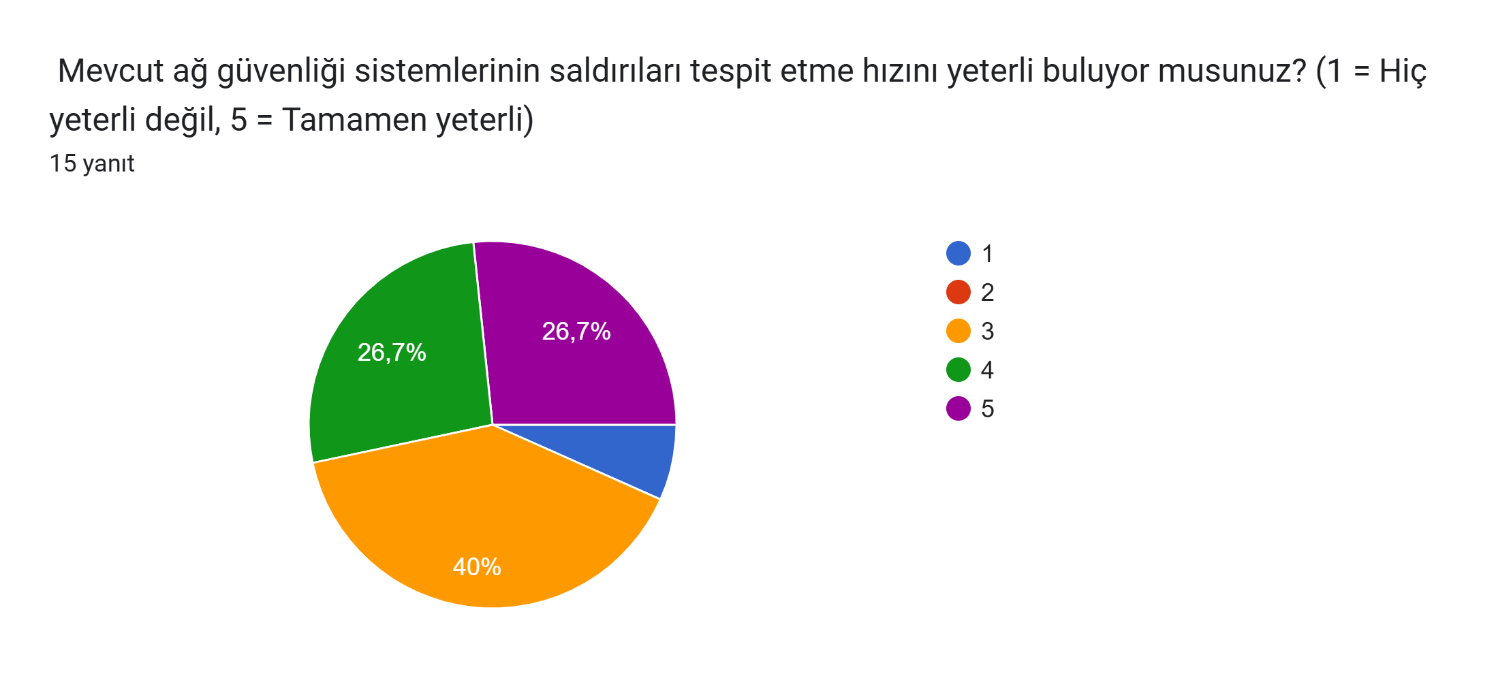 Mevcut ağ güvenliği sistemlerinin saldırıları tespit etme hızını yeterli buluyor musunuz? (1 = Hiç
yeterli değil, 5 = Tamamen yeterli)
15 yanıt
26,7%
26,7%
40%
1
2
3
4
5